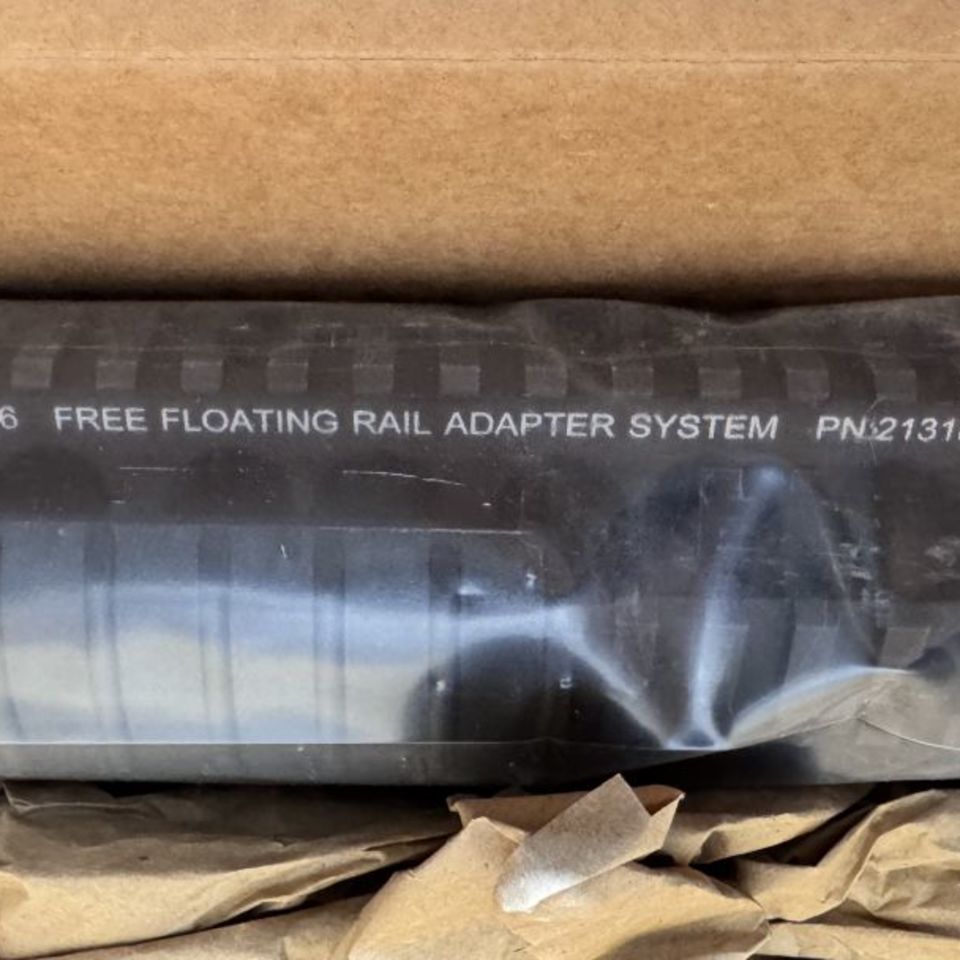 6 FREE FLOATING RAIL ADAPTER SYSTEM PN:2131